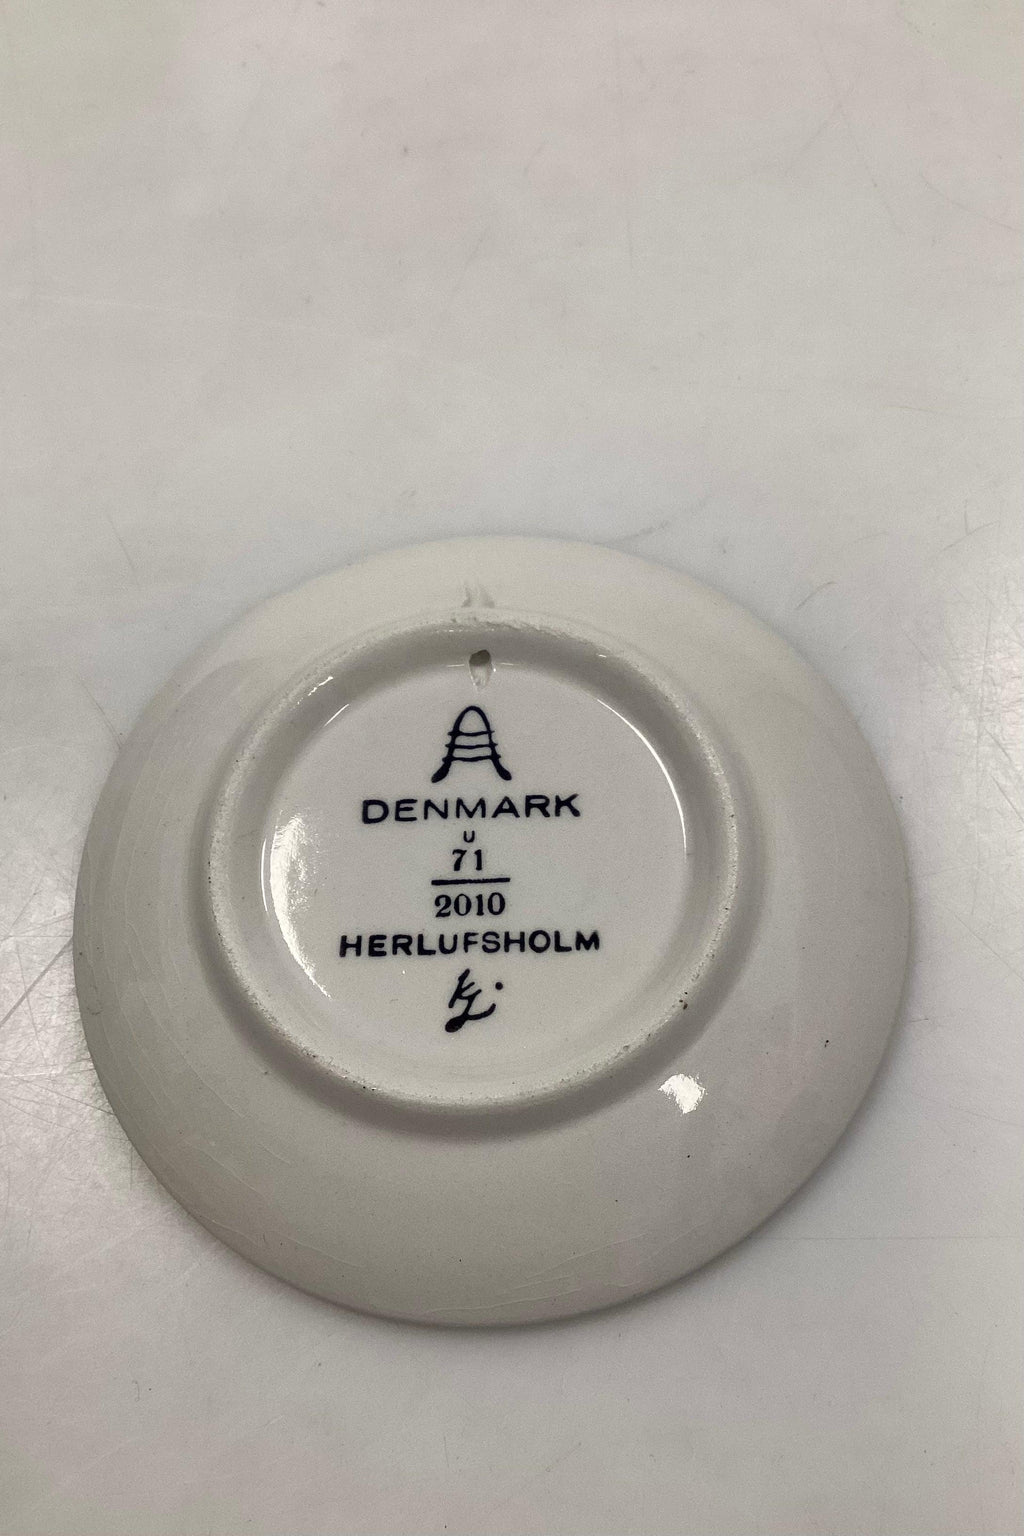 A
DENMARK
U
71
2010
HERLUFSHOLM